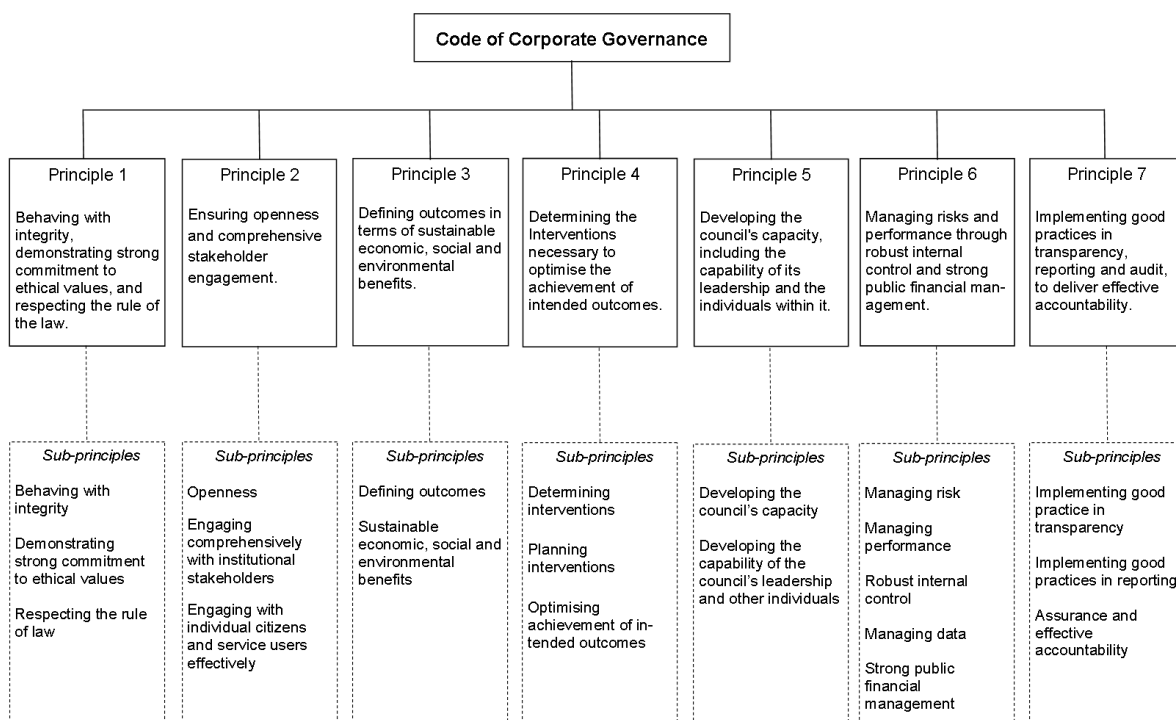 Code of Corporate Governance
Principle 1
Behaving with
integrity,
demonstrating strong
commitment to
ethical values, and
respecting the rule of
the law.
Principle 2
Ensuring openness
and comprehensive
stakeholder
engagement.
Principle 3
Defining outcomes in
terms of sustainable
economic, social and
environmental
benefits.
Principle 4
Determining the
Interventions
necessary to
optimise the
achievement of
intended outcomes.
Principle 5
Developing the
council's capacity,
including the
capability of its
leadership and the
individuals within it.
Principle 6
Managing risks and
performance through
robust internal
control and strong
public financial man-
agement.
Principle 7
Implementing good
practices in
transparency,
reporting and audit,
to deliver effective
accountability.
Sub-principles
Behaving with
integrity
Demonstrating
strong commitment
to ethical values
Respecting the rule
of law
Sub-principles
Openness
Engaging
comprehensively
with institutional
stakeholders
Engaging with
individual citizens
and service users
effectively
Sub-principles
Defining outcomes
Sustainable
economic, social and
environmental
benefits
Sub-principles
Determining
interventions
Planning
interventions
Optimising
achievement of in-
tended outcomes
Sub-principles
Developing the
council's capacity
Developing the
capability of the
council's leadership
and other individuals
Sub-principles
Managing risk
Managing
performance
Robust internal
control
Managing data
Strong public
financial
management
Sub-principles
Implementing good
practice in
transparency
Implementing good
practices in reporting
Assurance and
effective
accountability